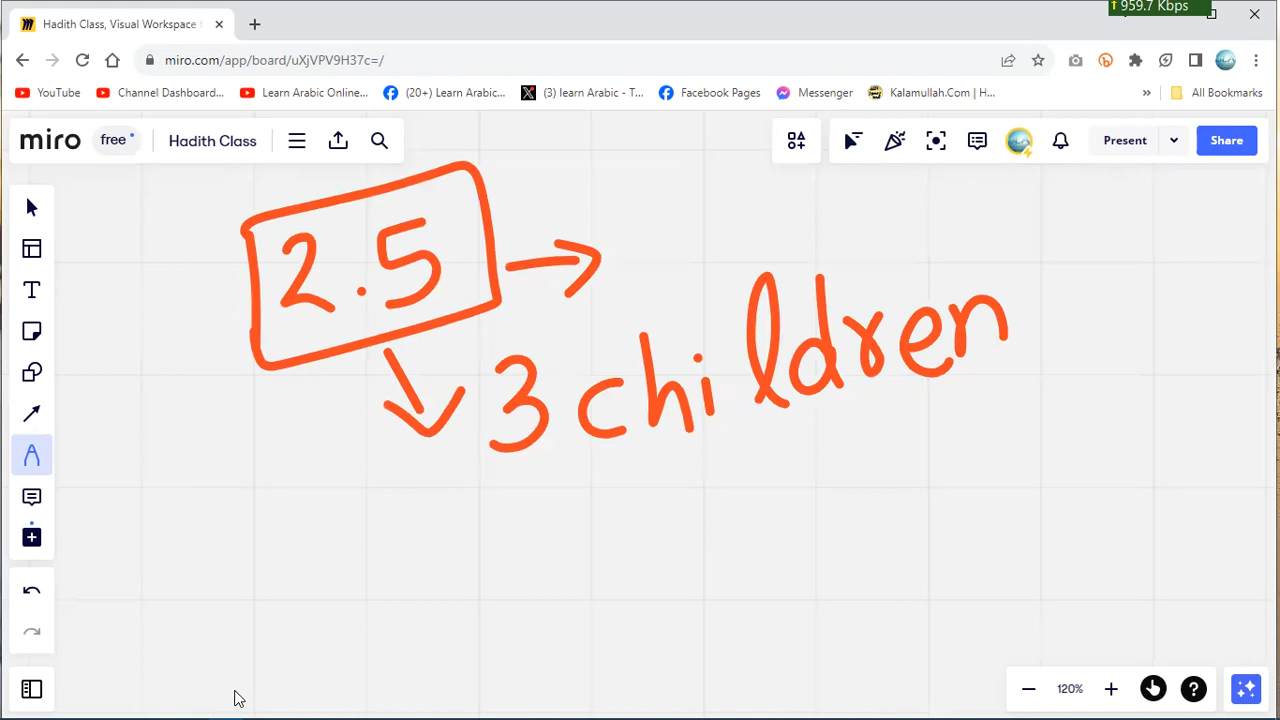 959.7 Kbps
Hadith Class, Visual Workspace f
miro.com/app/board/uXjVPV9H37c=/
YouTube Channel Dashboard... Learn Arabic Online... (20+) Learn Arabic... (3) learn Arabic - T... Facebook Pages Messenger Kalamullah.Com | H... » All Bookmarks
miro free Hadith Class Present Share
2.5
3 children
120%